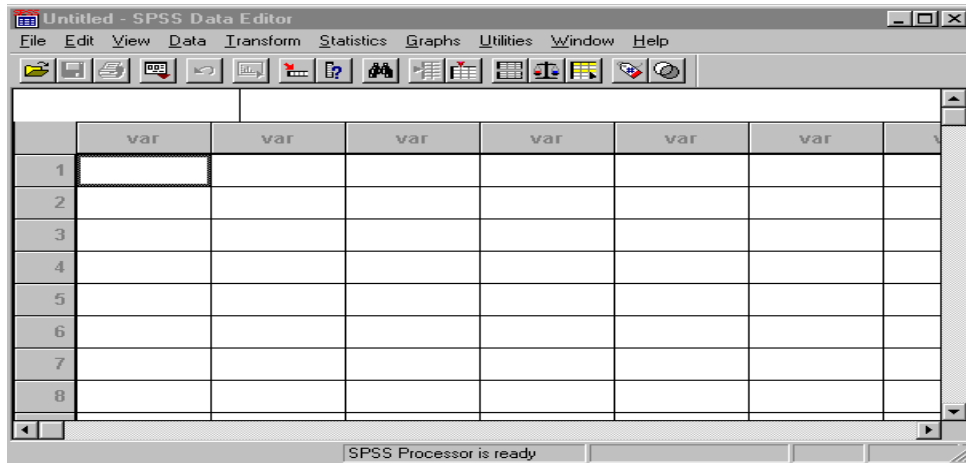 Untitled - SPSS Data Editor
File Edit View Data Transform Statistics Graphs Utilities Window Help
var var var var var var
1
2
3
4
5
6
7
8
SPSS Processor is ready